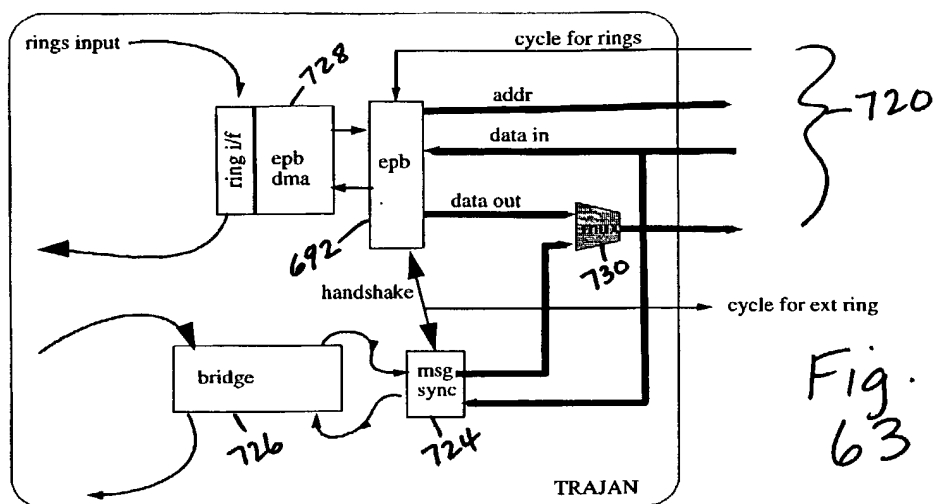 rings input
cycle for rings
728
720
addr
ring i/f
epb
dma
epb
data in
data out
mux
692
730
handshake
cycle for ext ring
bridge
msg
sync
726
724
Fig.
63
TRAJAN